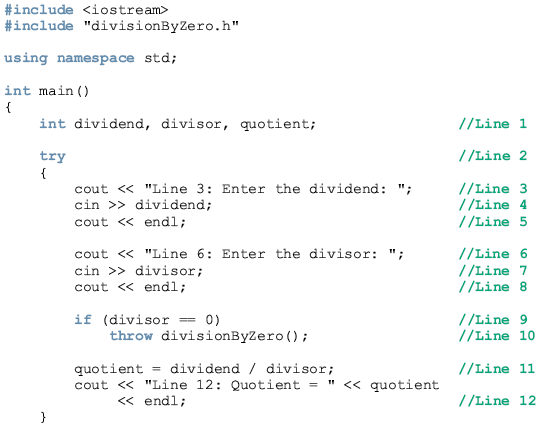 #include <iostream>
#include "divisionByZero.h"
using namespace std;
int main()
{
int dividend, divisor, quotient; //Line 1
try //Line 2
{
cout << "Line 3: Enter the dividend: "; //Line 3
cin >> dividend; //Line 4
cout << endl; //Line 5
cout << "Line 6: Enter the divisor: "; //Line 6
cin >> divisor; //Line 7
cout << endl; //Line 8
if (divisor == 0) //Line 9
throw divisionByZero(); //Line 10
quotient = dividend / divisor; //Line 11
cout << "Line 12: Quotient = " << quotient
<< endl; //Line 12
}